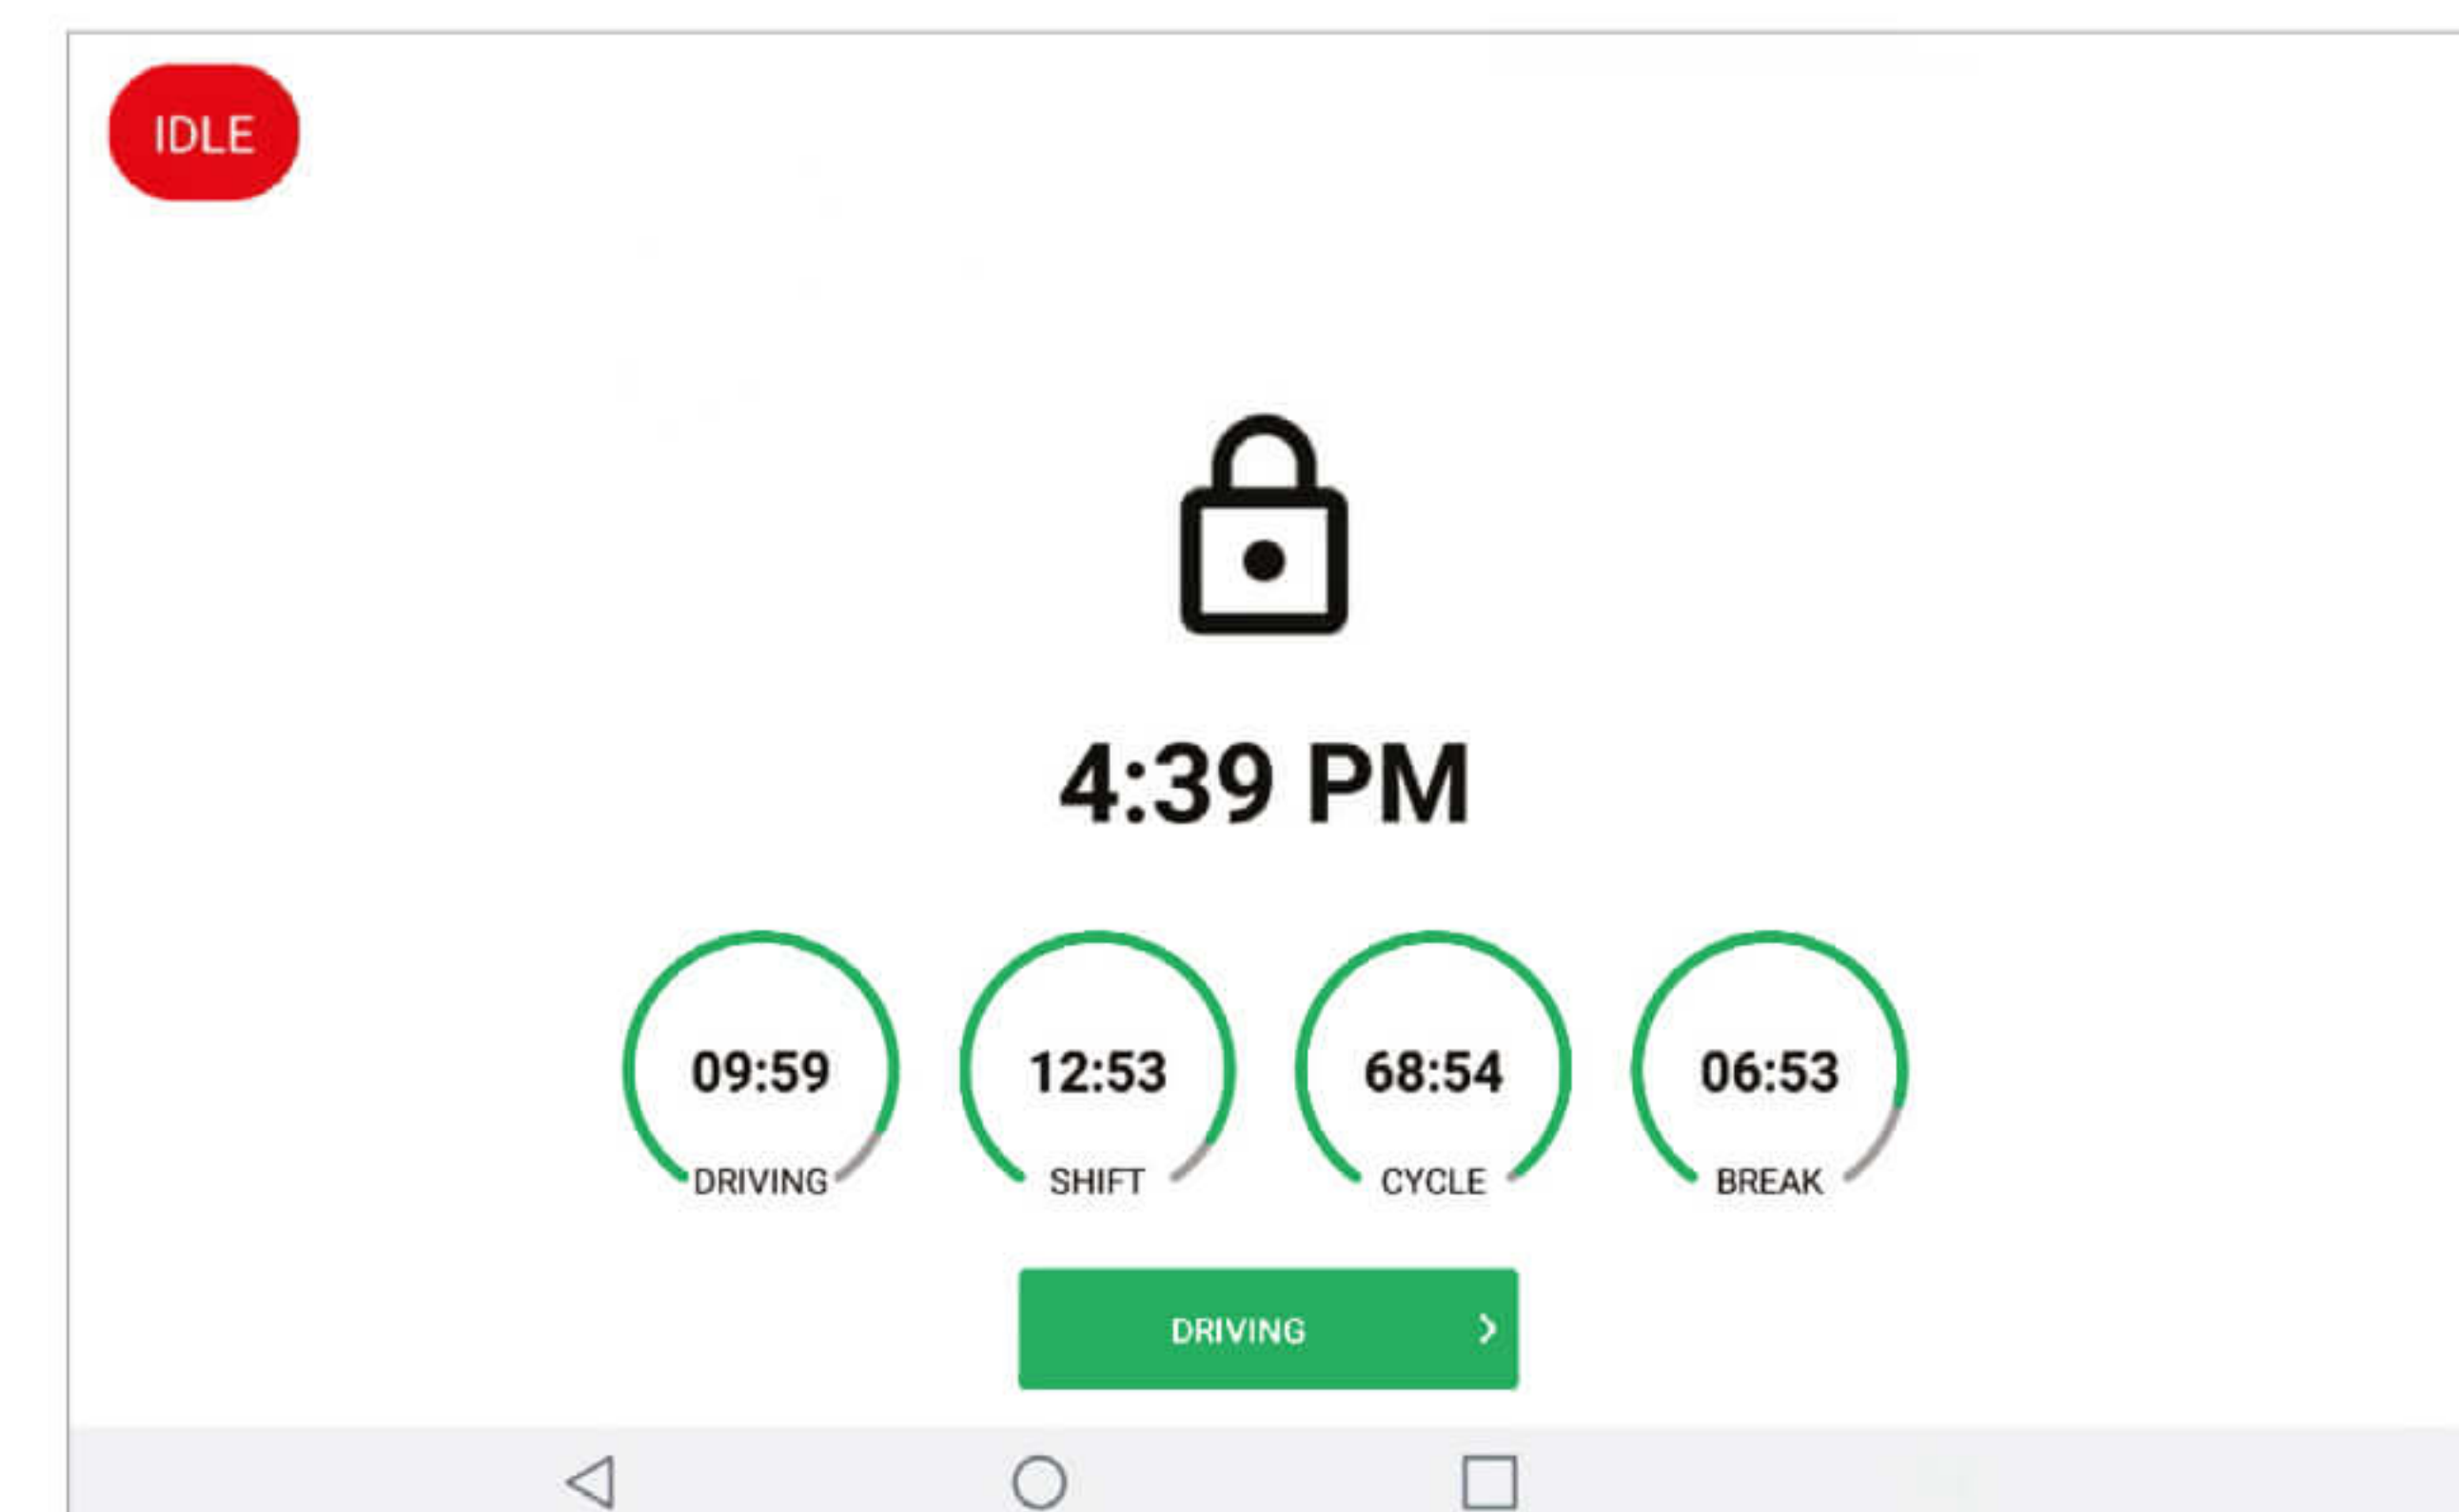 IDLE
4:39 PM
09:59 12:53 68:54 06:53
DRIVING SHIFT CYCLE BREAK
DRIVING